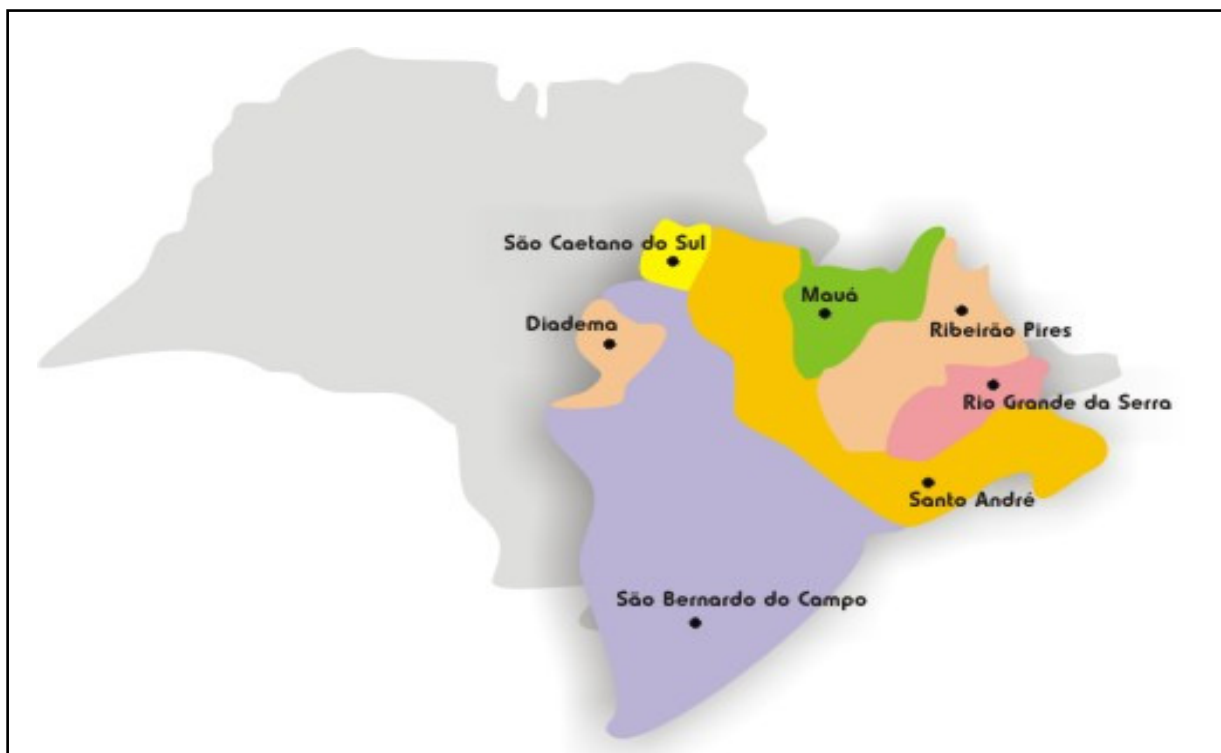 São Caetano do Sul
Mauá
Diadema
Ribeirão Pires
Rio Grande da Serra
Santo André
São Bernardo do Campo